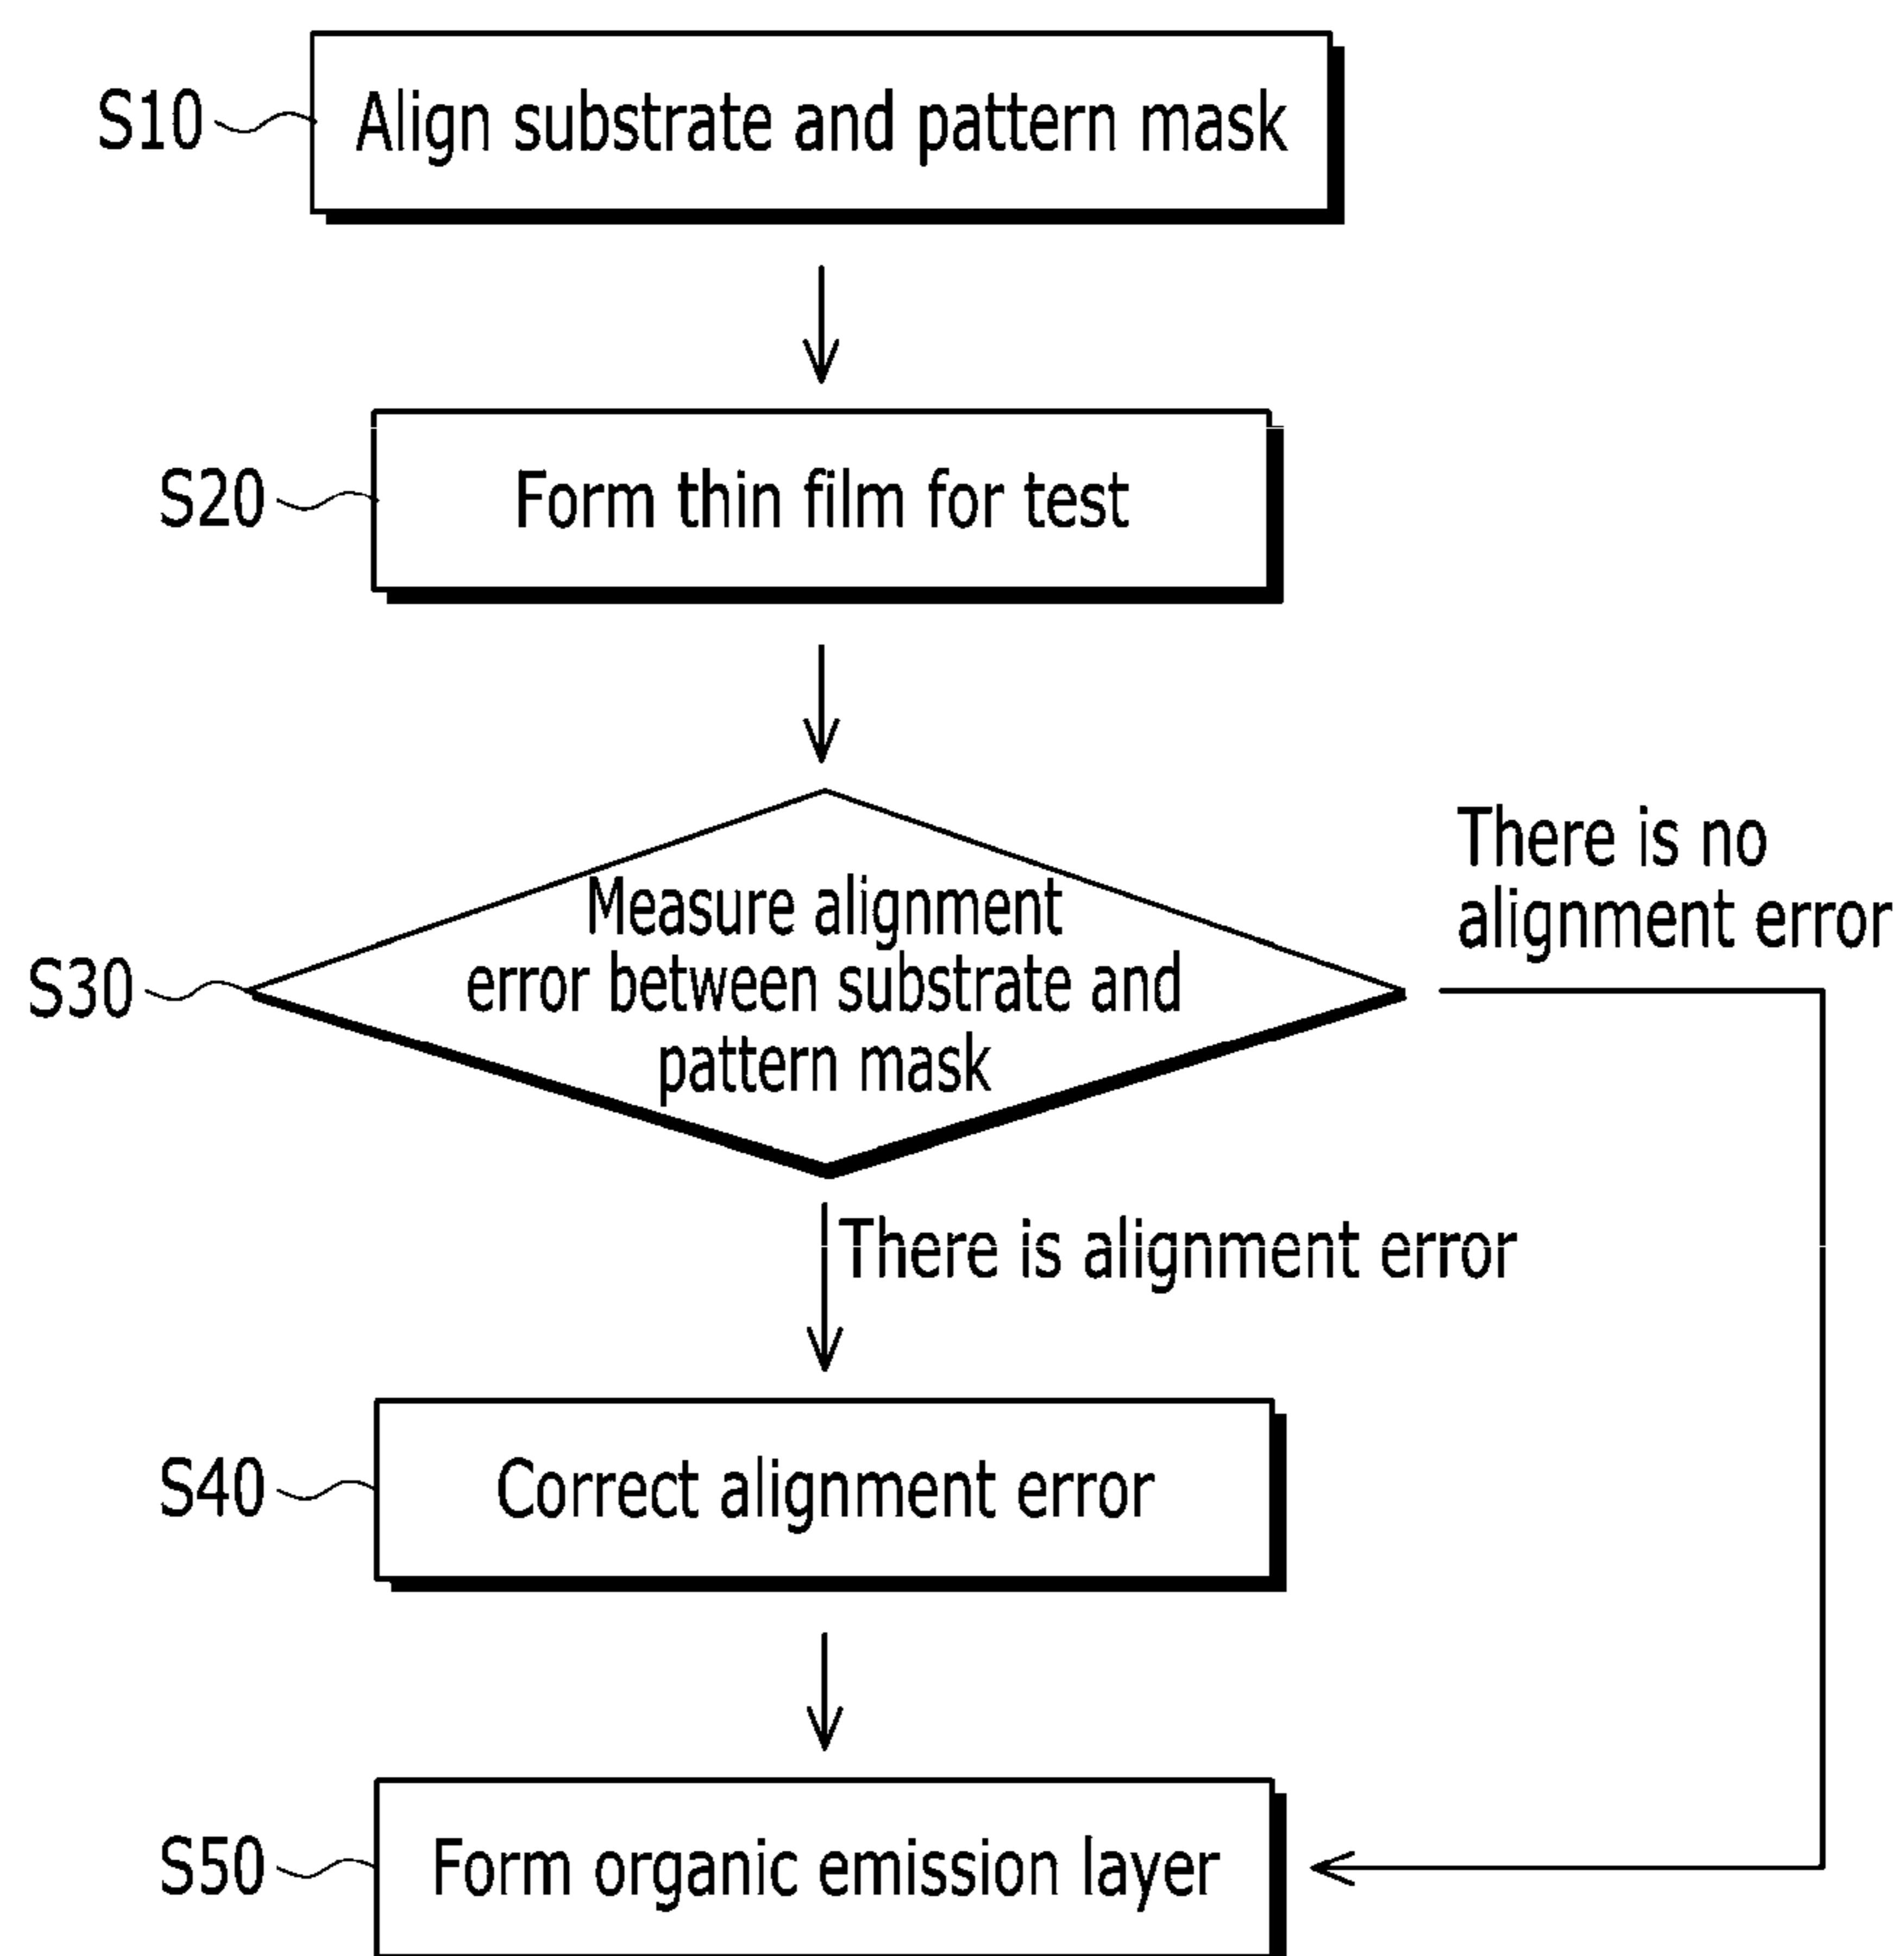 S10
Align substrate and pattern mask
S20
Form thin film for test
There is no
alignment error
Measure alignment
error between substrate and
pattern mask
S30
There is alignment error
S40
Correct alignment error
S50
Form organic emission layer